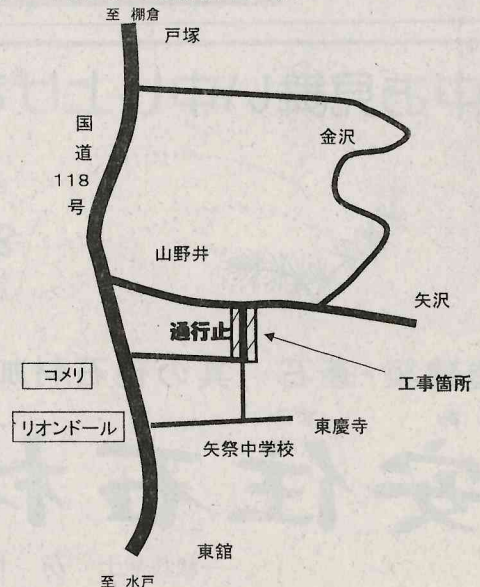 至 棚倉
戸塚
国道
118
号
金沢
山野井
矢沢
通行止
工事箇所
コメリ
リオンドール
東慶寺
矢祭中学校
東舘
至 水戸